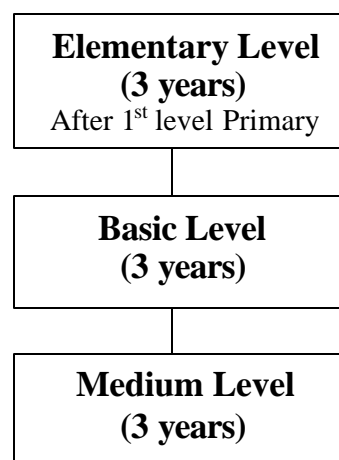 Elementary Level
(3 years)
After 1st level Primary
Basic Level
(3 years)
Medium Level
(3 years)